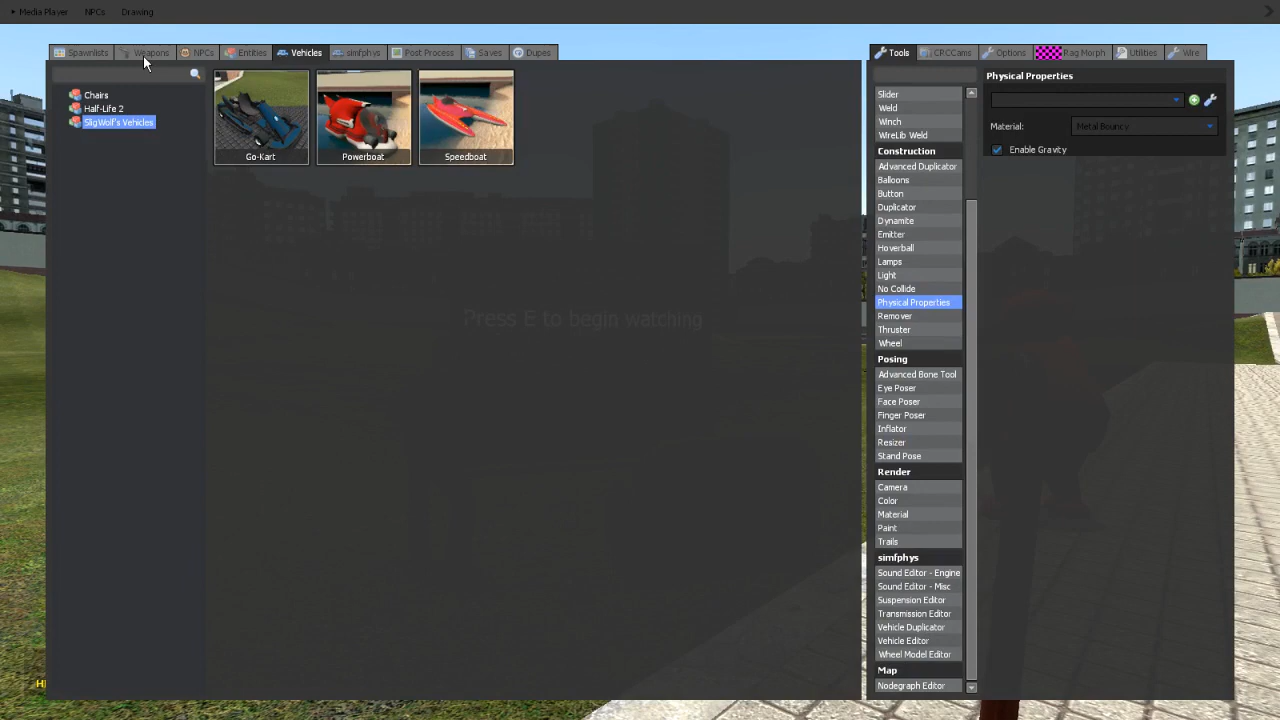 Media Player NPCs Drawing
Spawnlists Weapons NPCs Entities Vehicles simfphys Post Process Saves Dupes
Tools CPCCams Options Rag Morph Utilities Wire
Chairs
Half-Life 2
SligWolf's Vehicles
Go-Kart Powerboat Speedboat
Press E to begin watching
Slider
Weld
Winch
WireLib Weld
Construction
Advanced Duplicator
Balloons
Button
Duplicator
Dynamite
Emitter
Hoverball
Lamps
Light
No Collide
Physical Properties
Remover
Thruster
Wheel
Posing
Advanced Bone Tool
Eye Poser
Face Poser
Finger Poser
Inflator
Resizer
Stand Pose
Render
Camera
Color
Material
Paint
Trails
simfphys
Sound Editor - Engine
Sound Editor - Misc
Suspension Editor
Transmission Editor
Vehicle Duplicator
Vehicle Editor
Wheel Model Editor
Map
Nodegraph Editor
Physical Properties
Material: Metal Bouncy
Enable Gravity